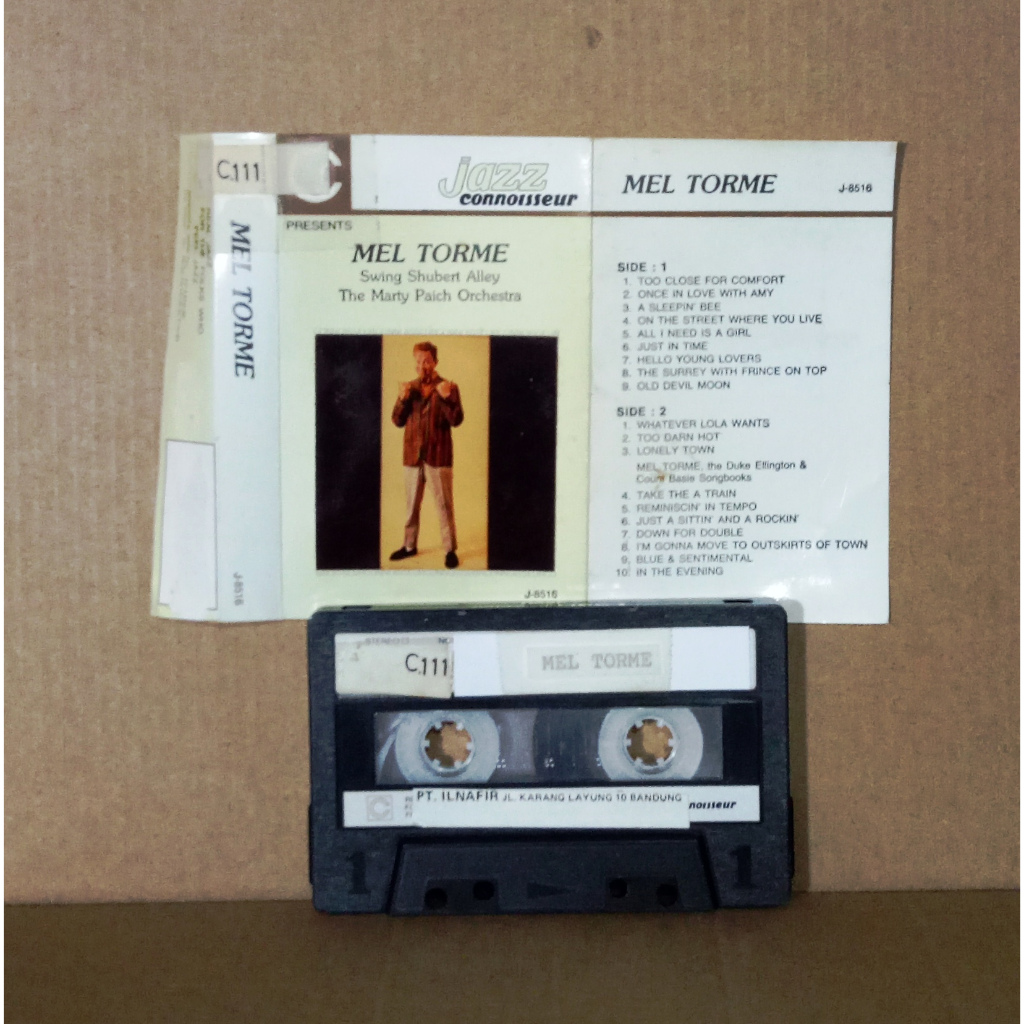 C.111
MEL TORME
J-8516
C
jazz
connoisseur
PRESENTS
MEL TORME
Swing Shubert Alley
The Marty Paich Orchestra
J-8516
MEL TORME
J-8516
SIDE : 1
1. TOO CLOSE FOR COMFORT
2. ONCE IN LOVE WITH AMY
3. A SLEEPIN' BEE
4. ON THE STREET WHERE YOU LIVE
5. ALL I NEED IS A GIRL
6. JUST IN TIME
7. HELLO YOUNG LOVERS
8. THE SURREY WITH FRINCE ON TOP
9. OLD DEVIL MOON
SIDE : 2
1. WHATEVER LOLA WANTS
2. TOO DARN HOT
3. LONELY TOWN
MEL TORME, the Duke Ellington &
Basie Songbooks
4. TAKE THE A TRAIN
5. REMINISCIN' IN TEMPO
6. JUST A SITTIN' AND A ROCKIN'
7. DOWN FOR DOUBLE
8. I'M GONNA MOVE TO OUTSKIRTS OF TOWN
9. BLUE & SENTIMENTAL
10. IN THE EVENING
STEREO
C.111
MEL TORME
PT. ILNAFIR JL. KARANG LAYUNG 10 BANDUNG
noisseur
1 1